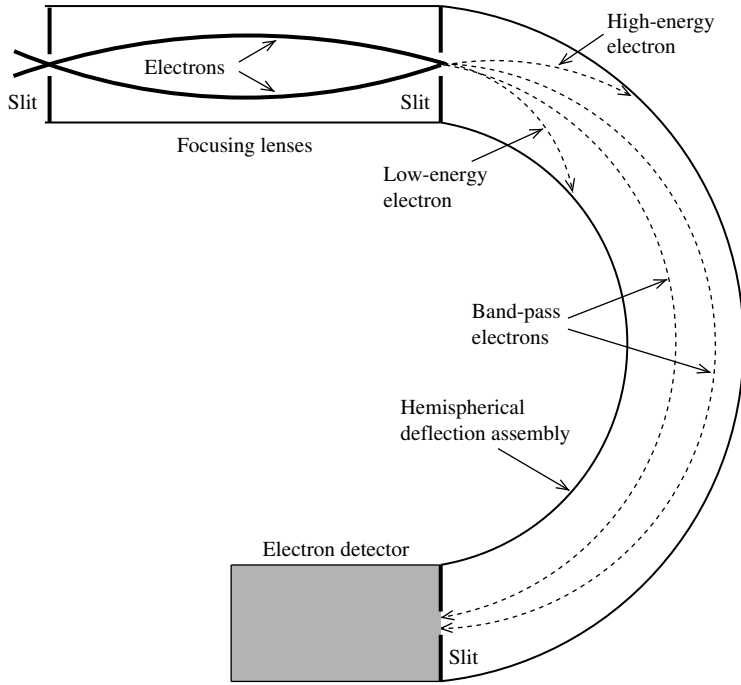 High-energy
electron
Electrons
Slit
Slit
Focusing lenses
Low-energy
electron
Band-pass
electrons
Hemispherical
deflection assembly
Electron detector
Slit